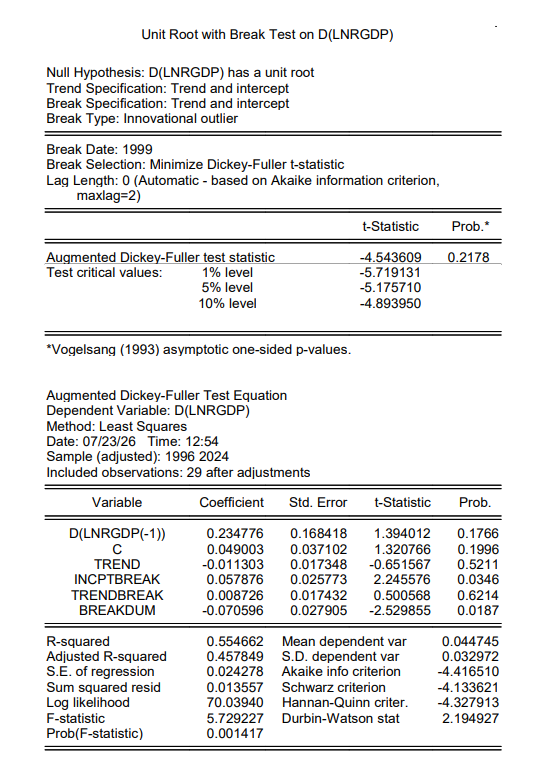 Unit Root with Break Test on D(LNRGDP)
Null Hypothesis: D(LNRGDP) has a unit root
Trend Specification: Trend and intercept
Break Specification: Trend and intercept
Break Type: Innovational outlier
Break Date: 1999
Break Selection: Minimize Dickey-Fuller t-statistic
Lag Length: 0 (Automatic - based on Akaike information criterion,
maxlag=2)
t-Statistic Prob.*
Augmented Dickey-Fuller test statistic -4.543609 0.2178
Test critical values: 1% level -5.719131
5% level -5.175710
10% level -4.893950
*Vogelsang (1993) asymptotic one-sided p-values.
Augmented Dickey-Fuller Test Equation
Dependent Variable: D(LNRGDP)
Method: Least Squares
Date: 07/23/26 Time: 12:54
Sample (adjusted): 1996 2024
Included observations: 29 after adjustments
Variable Coefficient Std. Error t-Statistic Prob.
D(LNRGDP(-1)) 0.234776 0.168418 1.394012 0.1766
C 0.049003 0.037102 1.320766 0.1996
TREND -0.011303 0.017348 -0.651567 0.5211
INCPTBREAK 0.057876 0.025773 2.245576 0.0346
TRENDBREAK 0.008726 0.017432 0.500568 0.6214
BREAKDUM -0.070596 0.027905 -2.529855 0.0187
R-squared 0.554662 Mean dependent var 0.044745
Adjusted R-squared 0.457849 S.D. dependent var 0.032972
S.E. of regression 0.024278 Akaike info criterion -4.416510
Sum squared resid 0.013557 Schwarz criterion -4.133621
Log likelihood 70.03940 Hannan-Quinn criter. -4.327913
F-statistic 5.729227 Durbin-Watson stat 2.194927
Prob(F-statistic) 0.001417